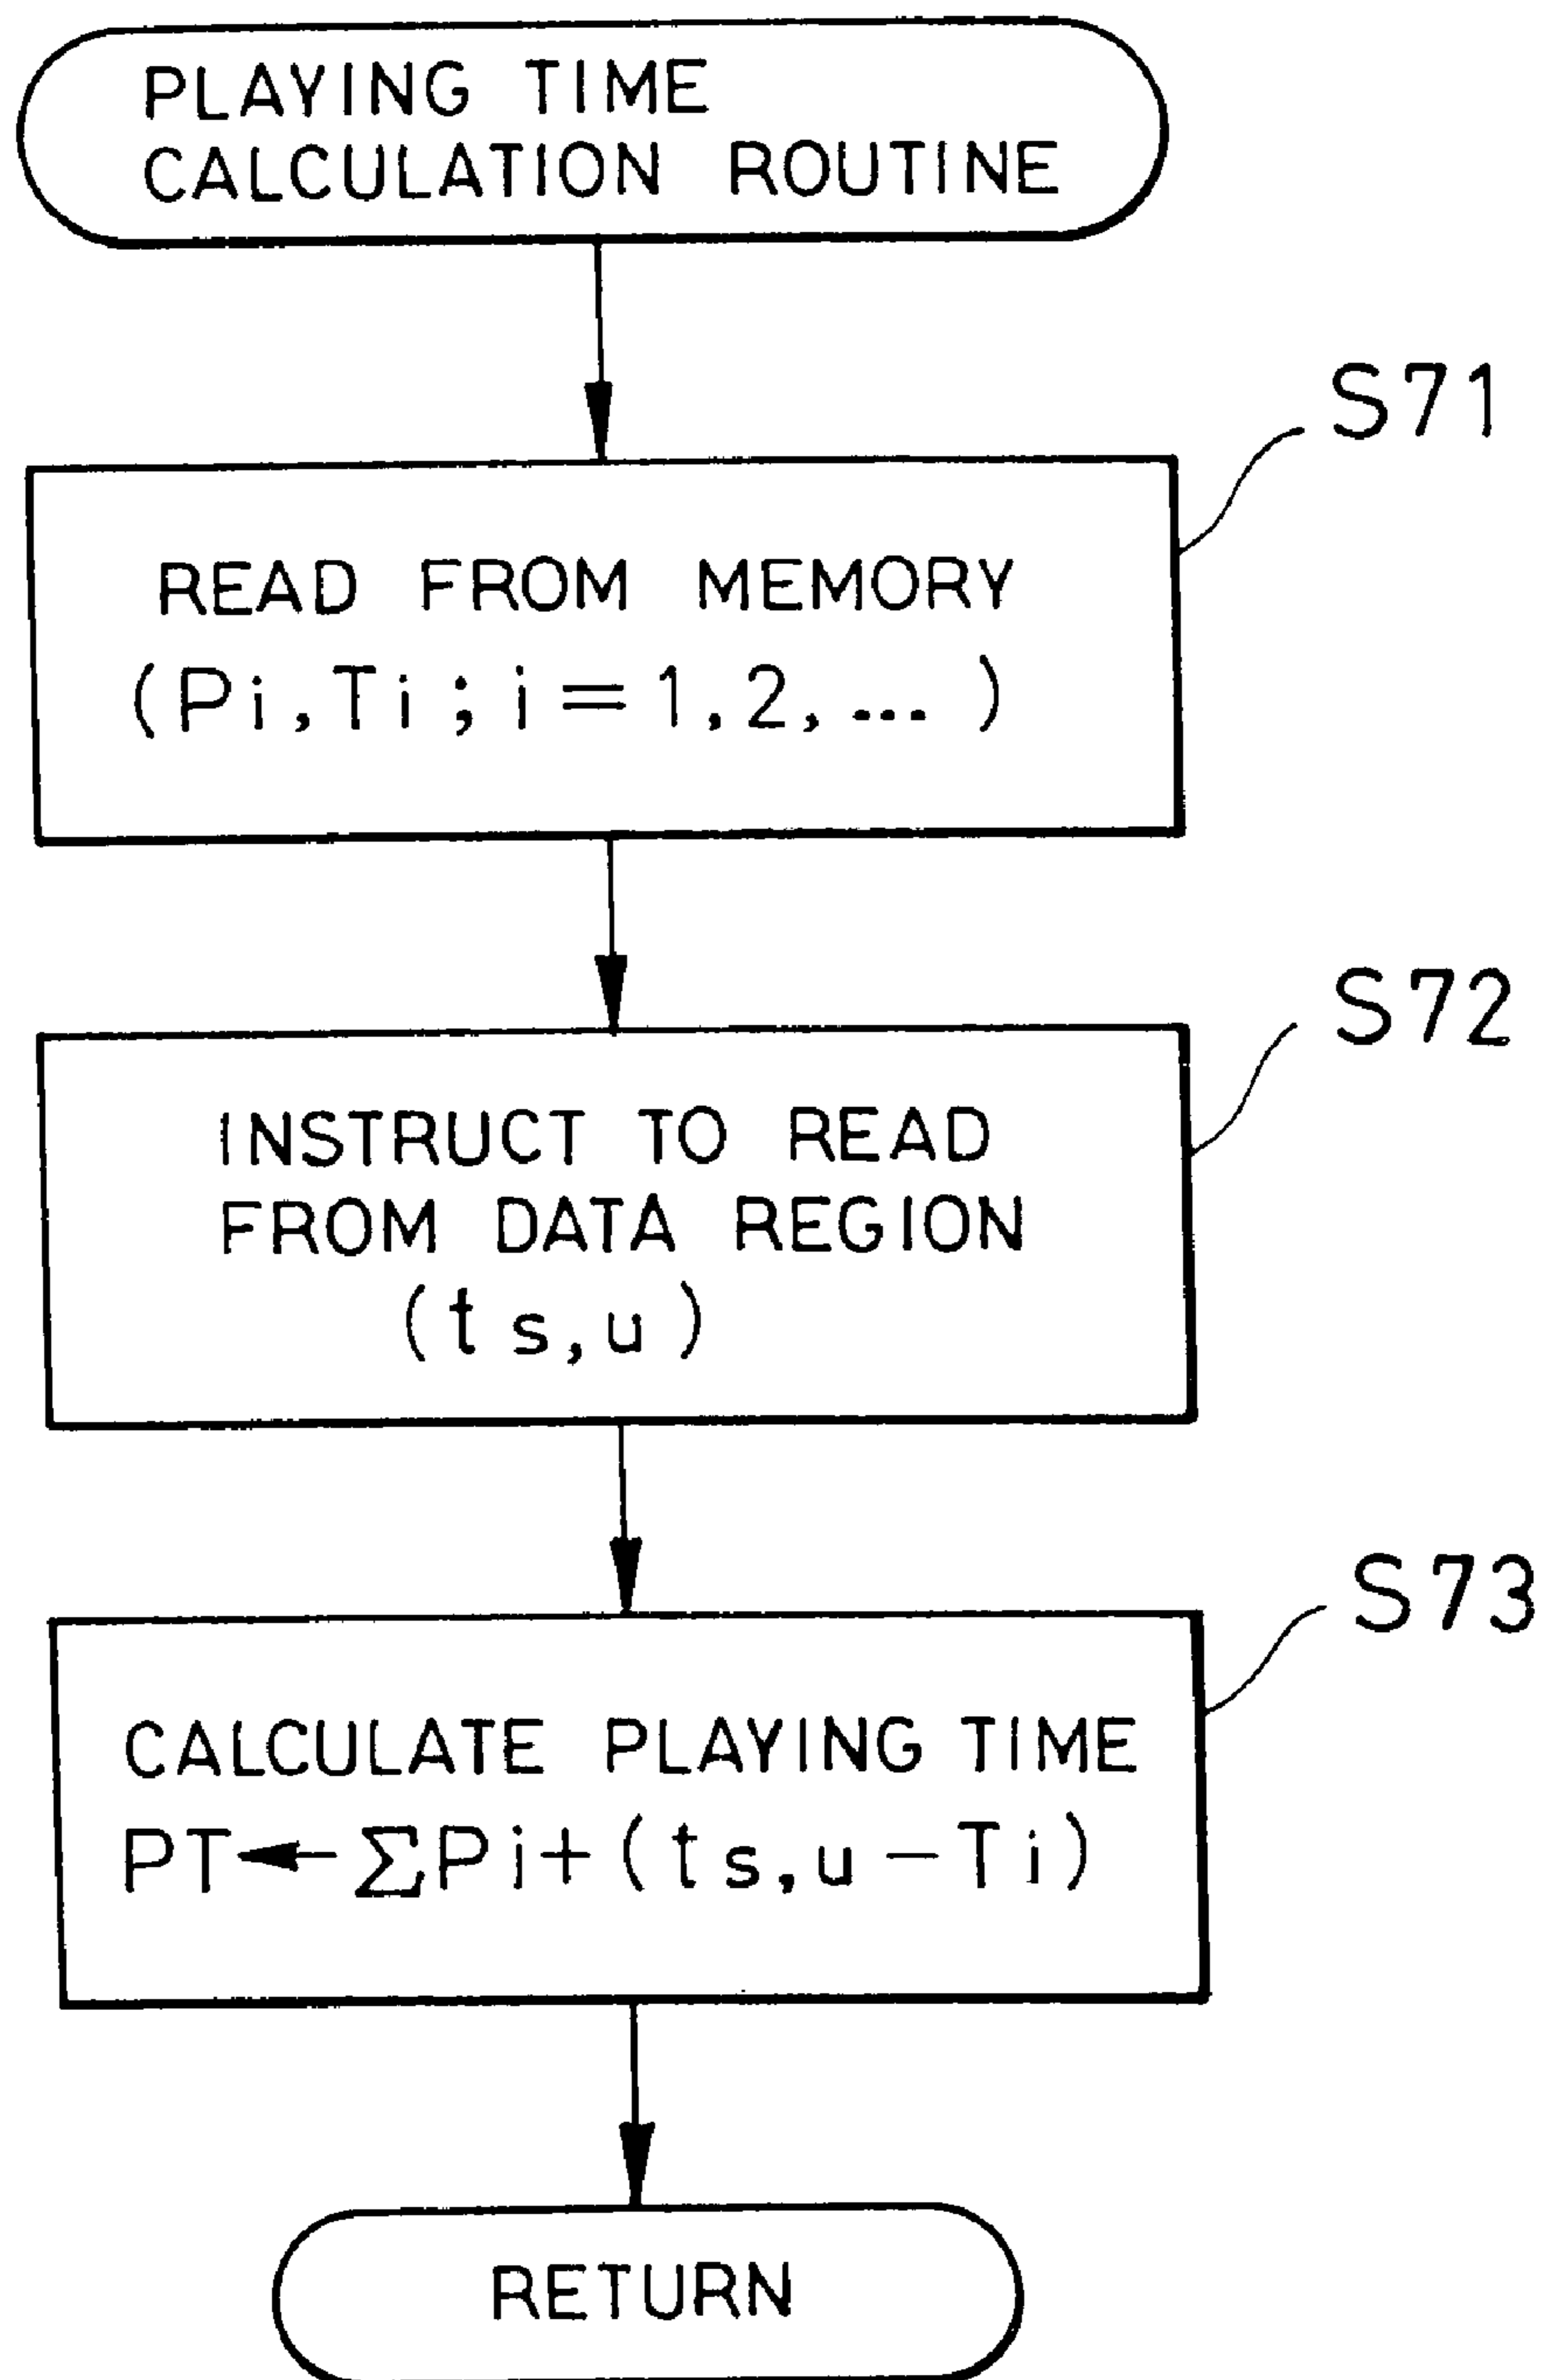 PLAYING TIME
CALCULATION ROUTINE
S71
READ FROM MEMORY
(Pi,Ti;i=1,2,...)
S72
INSTRUCT TO READ
FROM DATA REGION
(ts,u)
S73
CALCULATE PLAYING TIME
PT←ΣPi+(ts,u-Ti)
RETURN